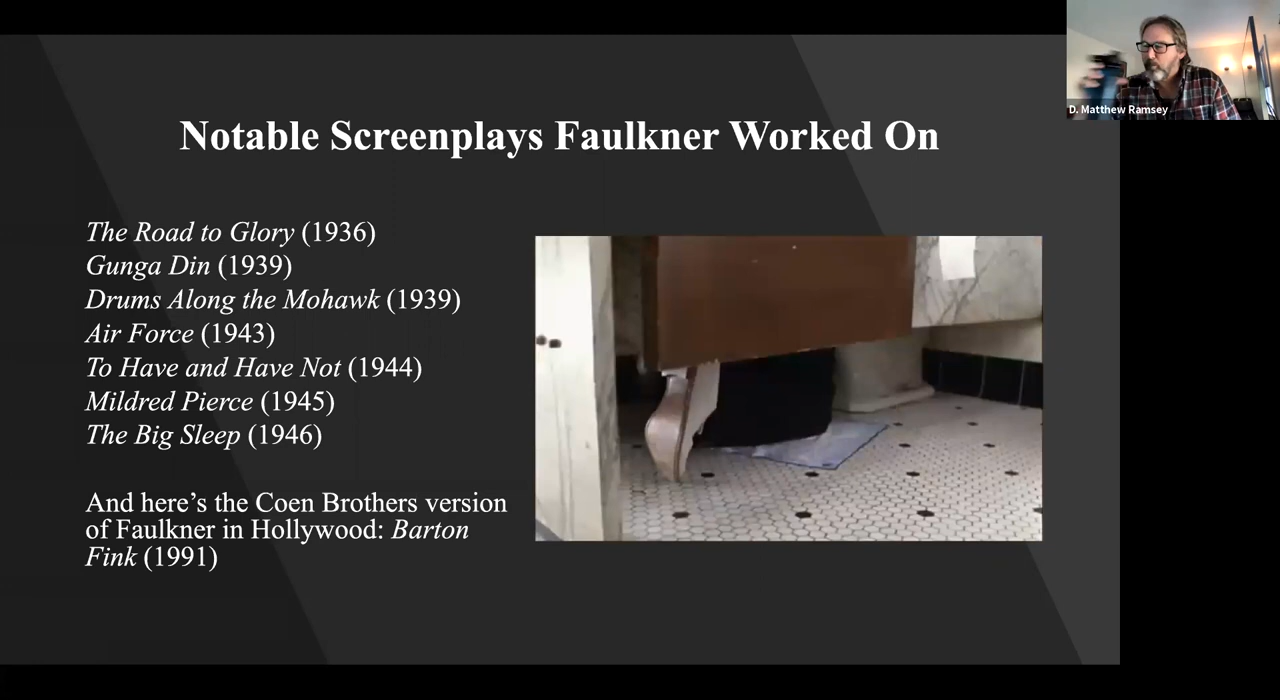 D. Matthew Ramsey
Notable Screenplays Faulkner Worked On
The Road to Glory (1936)
Gunga Din (1939)
Drums Along the Mohawk (1939)
Air Force (1943)
To Have and Have Not (1944)
Mildred Pierce (1945)
The Big Sleep (1946)
And here’s the Coen Brothers version
of Faulkner in Hollywood: Barton
Fink (1991)